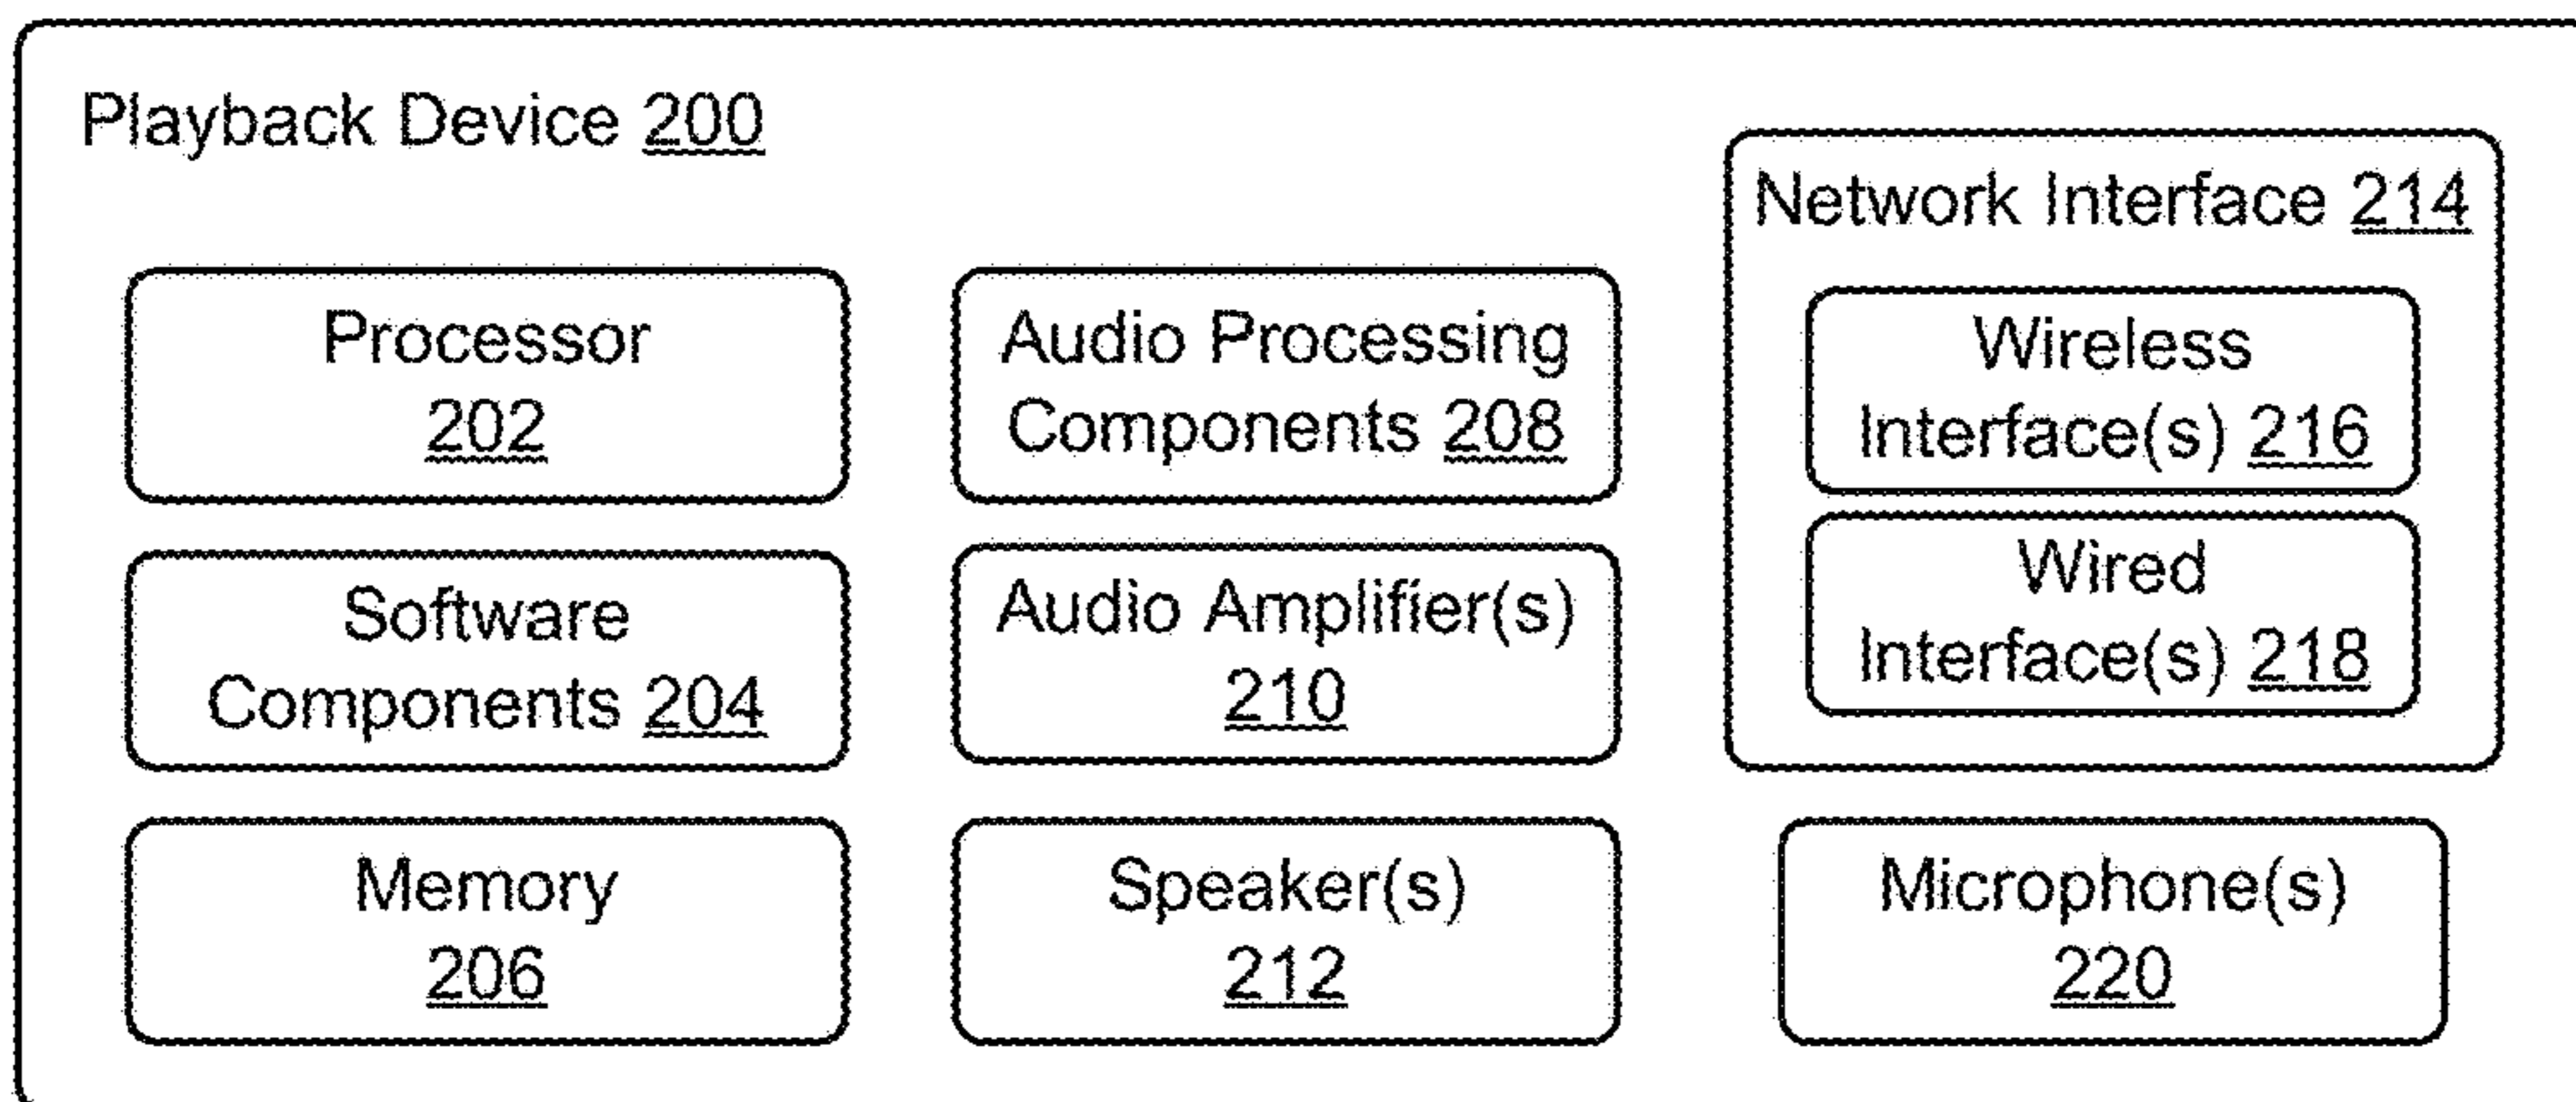 Playback Device 200
Processor
202
Software
Components 204
Memory
206
Audio Processing
Components 208
Audio Amplifier(s)
210
Speaker(s)
212
Network Interface 214
Wireless
Interface(s) 216
Wired
Interface(s) 218
Microphone(s)
220